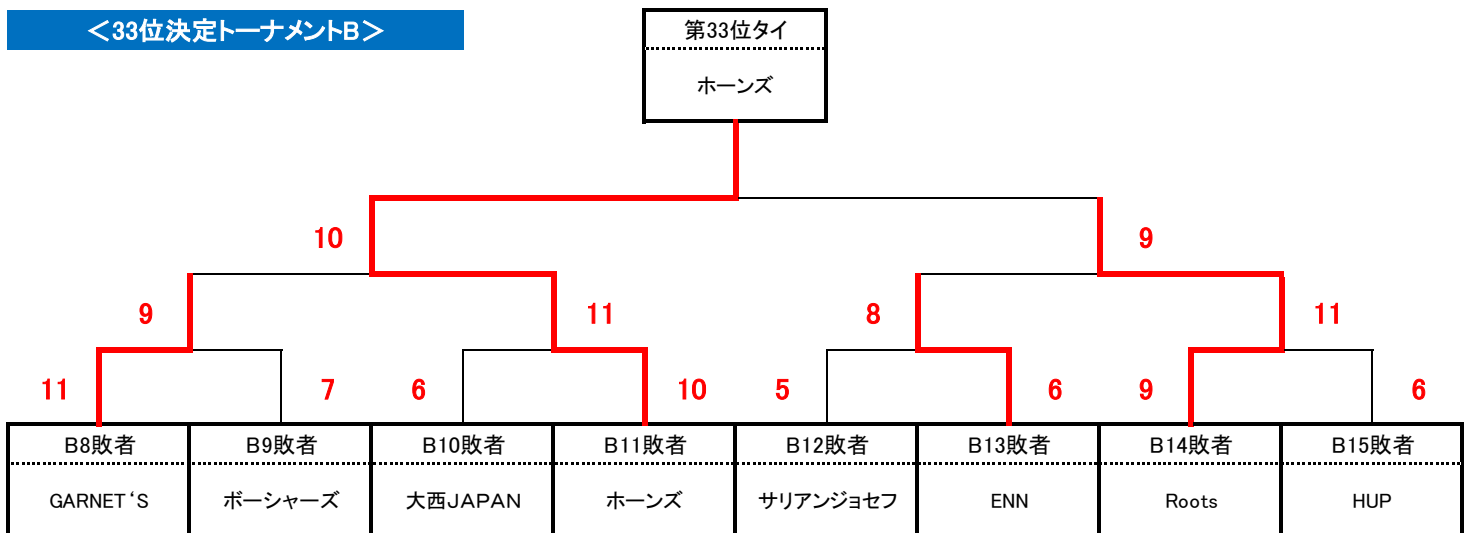 ＜33位決定トーナメントB＞
第33位タイ
ホーンズ
10 9
9 11 8 11
11 7 6 10 5 6 9 6
B8敗者 B9敗者 B10敗者 B11敗者 B12敗者 B13敗者 B14敗者 B15敗者
GARNET‘S ボーシャーズ 大西JAPAN ホーンズ サリアンジョセフ ENN Roots HUP